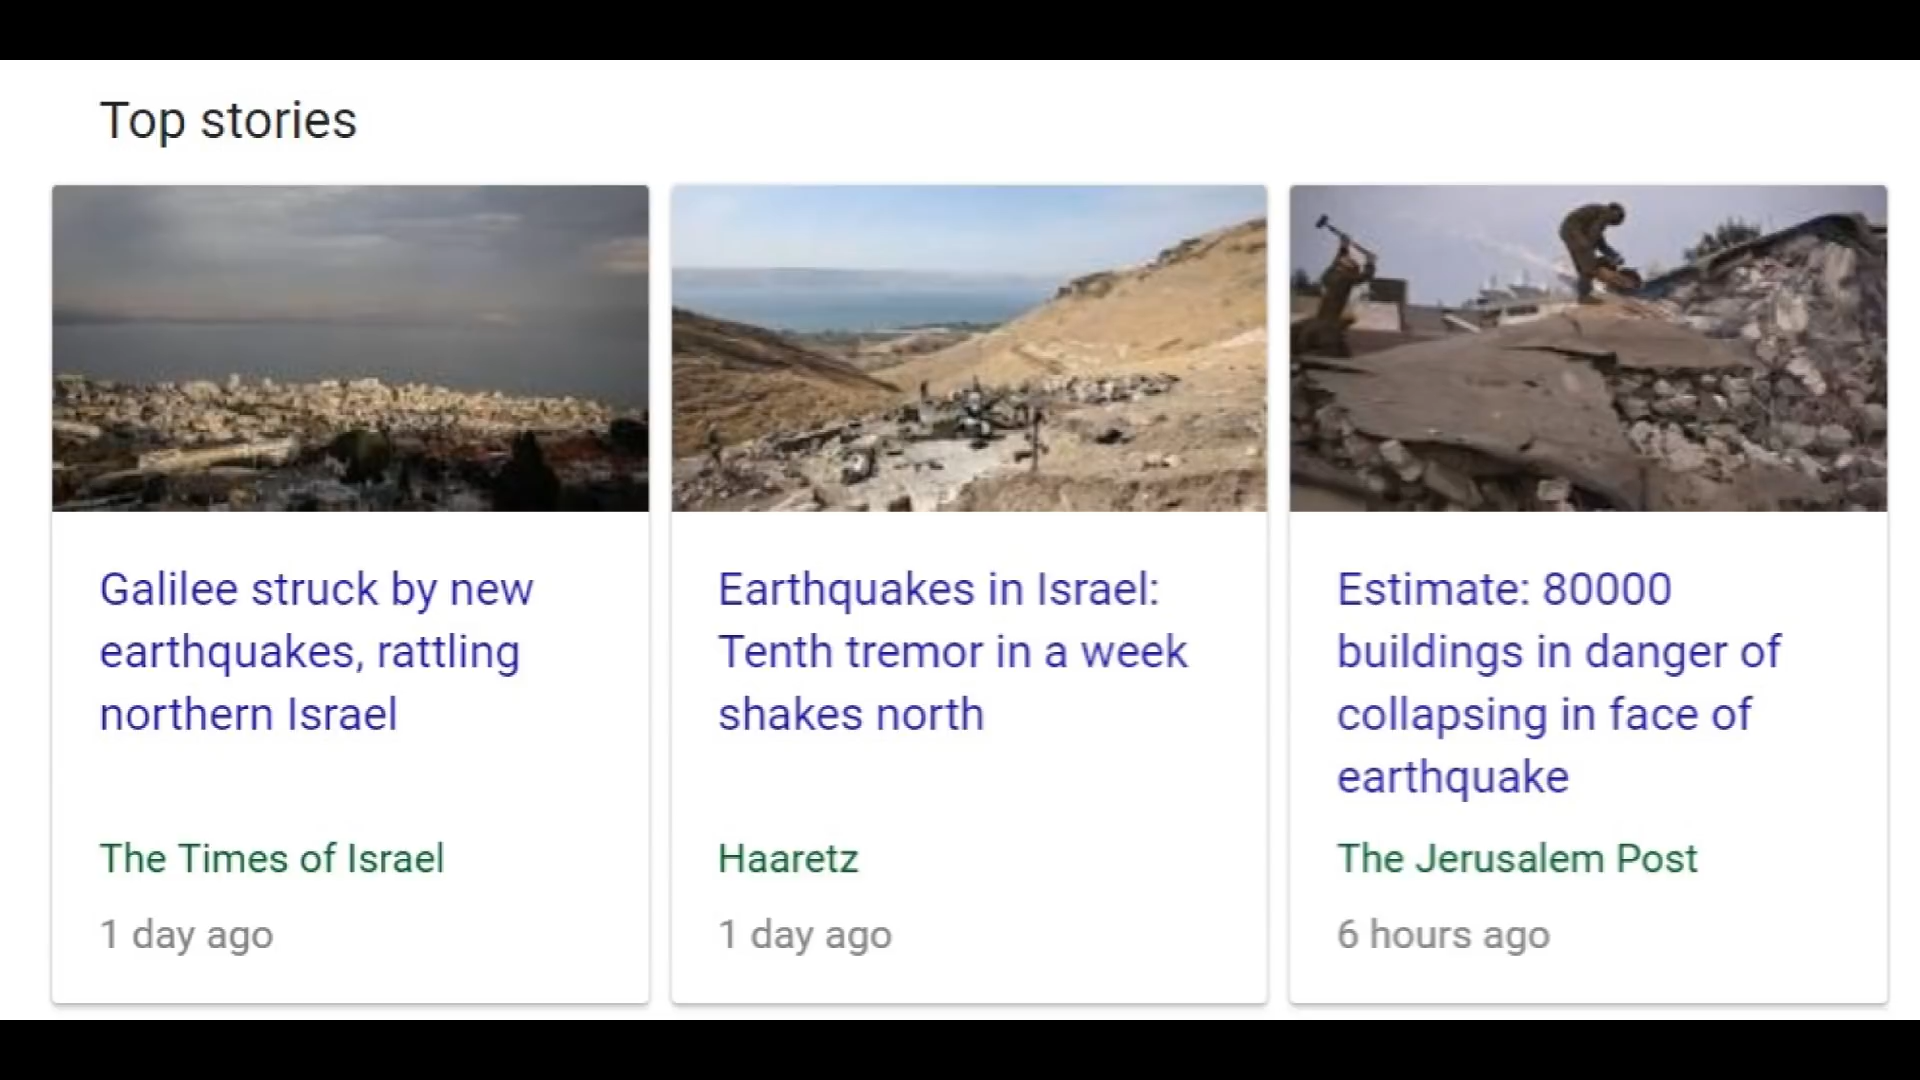 Top stories
Galilee struck by new
earthquakes, rattling
northern Israel
The Times of Israel
1 day ago
Earthquakes in Israel:
Tenth tremor in a week
shakes north
Haaretz
1 day ago
Estimate: 80000
buildings in danger of
collapsing in face of
earthquake
The Jerusalem Post
6 hours ago